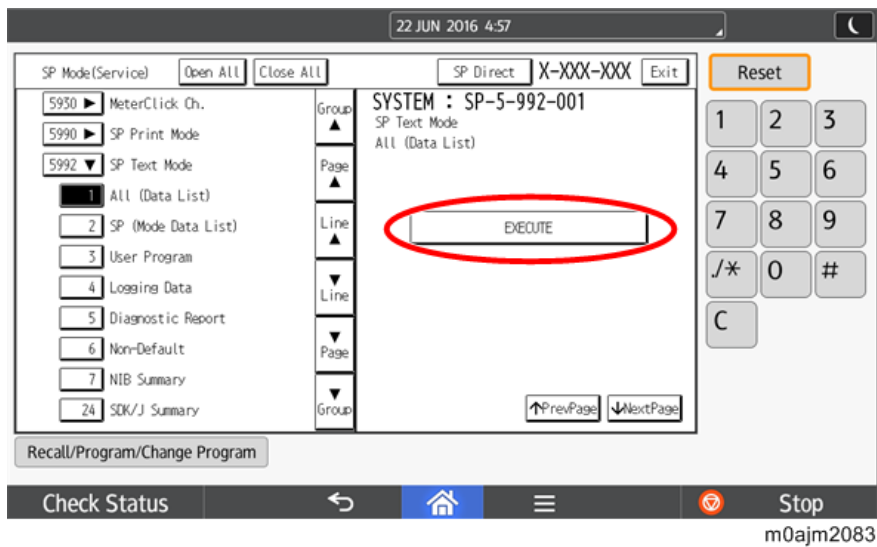 22 JUN 2016 4:57
SP Mode(Service) Open All Close All SP Direct X-XXX-XXX Exit
5930 ► MeterClick Ch.
5990 ► SP Print Mode
5992 ▼ SP Text Mode
1 All (Data List)
2 SP (Mode Data List)
3 User Program
4 Logging Data
5 Diagnostic Report
6 Non-Default
7 NIB Summary
24 SDK/J Summary
Group ▲
Page ▲
Line ▲
▼ Line
▼ Page
▼ Group
SYSTEM : SP-5-992-001
SP Text Mode
All (Data List)
EXECUTE
↑PrevPage ↓NextPage
Reset
1 2 3
4 5 6
7 8 9
./* 0 #
C
Recall/Program/Change Program
Check Status Stop
m0ajm2083